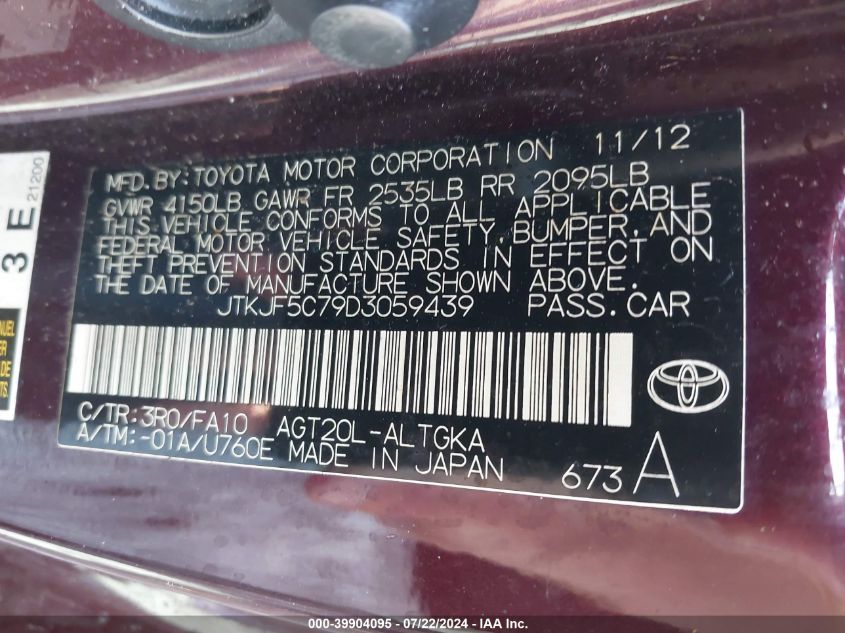 MFD.BY:TOYOTA MOTOR CORPORATION 11/12
GVWR 4150LB GAWR FR 2535LB RR 2095LB
THIS VEHICLE CONFORMS TO ALL APPLICABLE
FEDERAL MOTOR VEHICLE SAFETY,BUMPER,AND
THEFT PREVENTION STANDARDS IN EFFECT ON
THE DATE OF MANUFACTURE SHOWN ABOVE.
JTKJF5C79D3059439 PASS.CAR
C/TR:3R0/FA10 AGT20L-ALTGKA
A/TM:-01A/U760E MADE IN JAPAN
673A
3 E
21200
DE
000-39904095 - 07/22/2024 - IAA Inc.